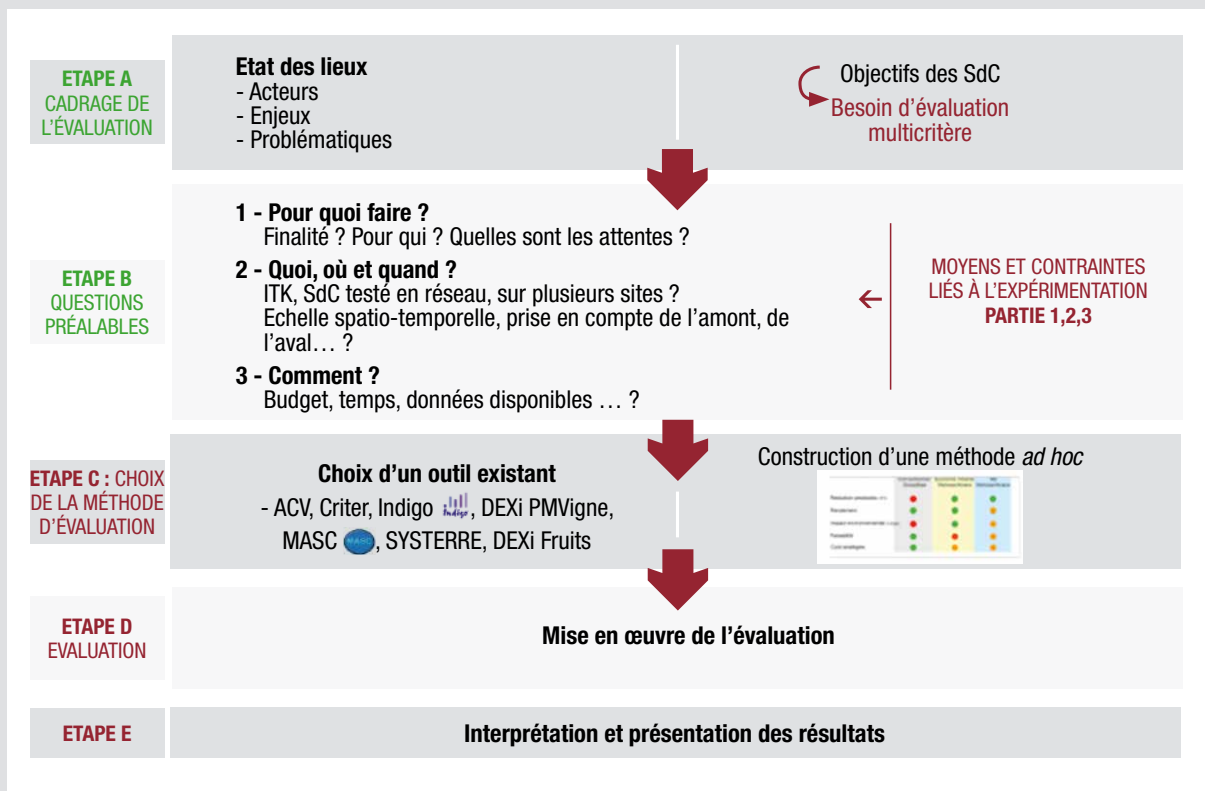 ETAPE A
CADRAGE DE
L'ÉVALUATION
Etat des lieux
- Acteurs
- Enjeux
- Problématiques
Objectifs des SdC
Besoin d'évaluation
multicritère
ETAPE B
QUESTIONS
PRÉALABLES
1 - Pour quoi faire ?
Finalité ? Pour qui ? Quelles sont les attentes ?
2 - Quoi, où et quand ?
ITK, SdC testé en réseau, sur plusieurs sites ?
Echelle spatio-temporelle, prise en compte de l'amont, de
l'aval… ?
3 - Comment ?
Budget, temps, données disponibles … ?
MOYENS ET CONTRAINTES
LIÉS À L'EXPÉRIMENTATION
PARTIE 1,2,3
ETAPE C : CHOIX
DE LA MÉTHODE
D'ÉVALUATION
Choix d'un outil existant
- ACV, Criter, Indigo Indigo, DEXi PMVigne,
MASC MASC, SYSTERRE, DEXi Fruits
Construction d'une méthode ad hoc
Rendement
Faisabilité
ETAPE D
EVALUATION
Mise en œuvre de l'évaluation
ETAPE E
Interprétation et présentation des résultats